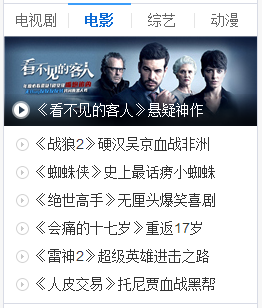 电视剧 电影 综艺 动漫
看不见的客人
《看不见的客人》悬疑神作
《战狼2》硬汉吴京血战非洲
《蜘蛛侠》史上最话痨小蜘蛛
《绝世高手》无厘头爆笑喜剧
《会痛的十七岁》重返17岁
《雷神2》超级英雄进击之路
《人皮交易》托尼贾血战黑帮